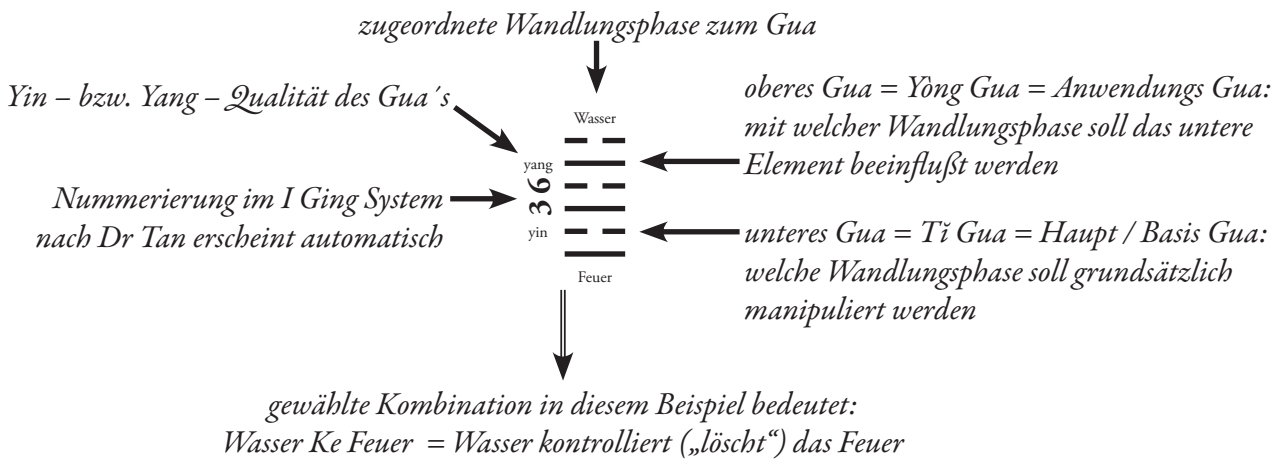 zugeordnete Wandlungsphase zum Gua
Yin – bzw. Yang – Qualität des Gua´s
Nummerierung im I Ging System
nach Dr Tan erscheint automatisch
Wasser
yang
36
yin
Feuer
oberes Gua = Yòng Gua = Anwendungs Gua:
mit welcher Wandlungsphase soll das untere
Element beeinflußt werden
unteres Gua = Tĭ Gua = Haupt / Basis Gua:
welche Wandlungsphase soll grundsätzlich
manipuliert werden
gewählte Kombination in diesem Beispiel bedeutet:
Wasser Ke Feuer = Wasser kontrolliert („löscht“) das Feuer